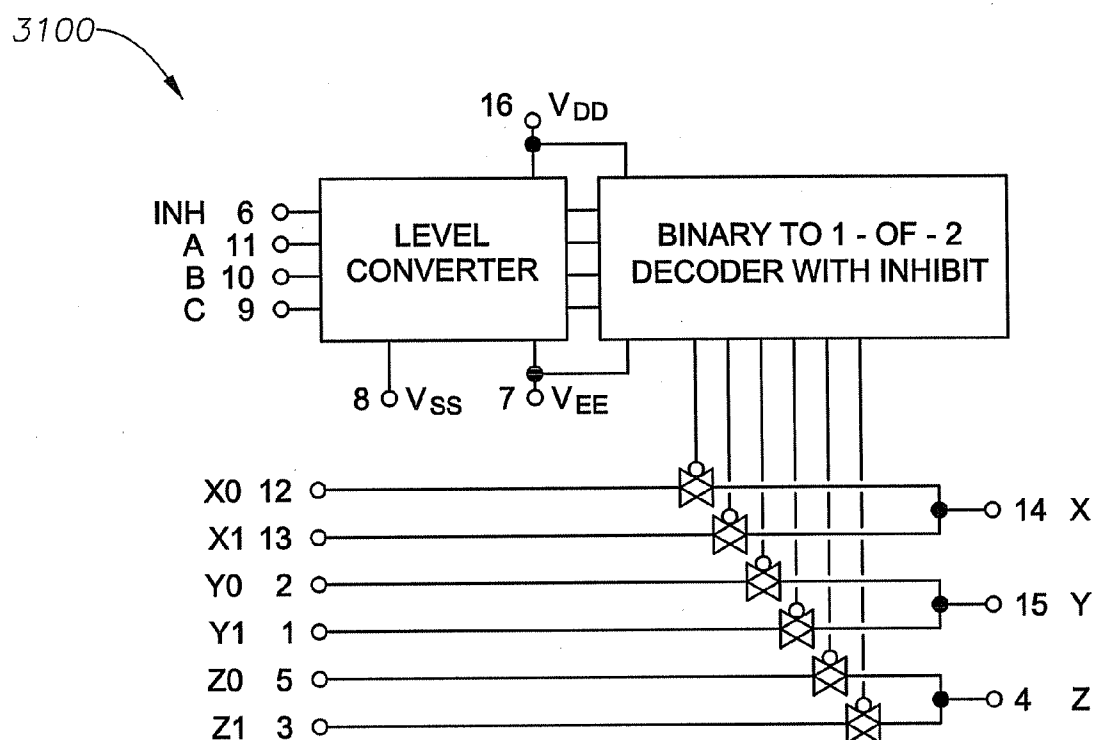 3100
16 VDD
INH 6
A 11
B 10
C 9
LEVEL
CONVERTER
BINARY TO 1 - OF - 2
DECODER WITH INHIBIT
8 VSS
7 VEE
X0 12
X1 13
14 X
Y0 2
Y1 1
15 Y
Z0 5
Z1 3
4 Z